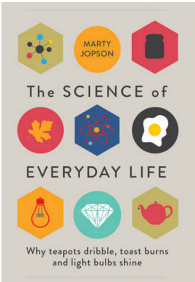 MARTY
JOPSON
The SCIENCE of
EVERYDAY LIFE
Why teapots dribble, toast burns
and light bulbs shine